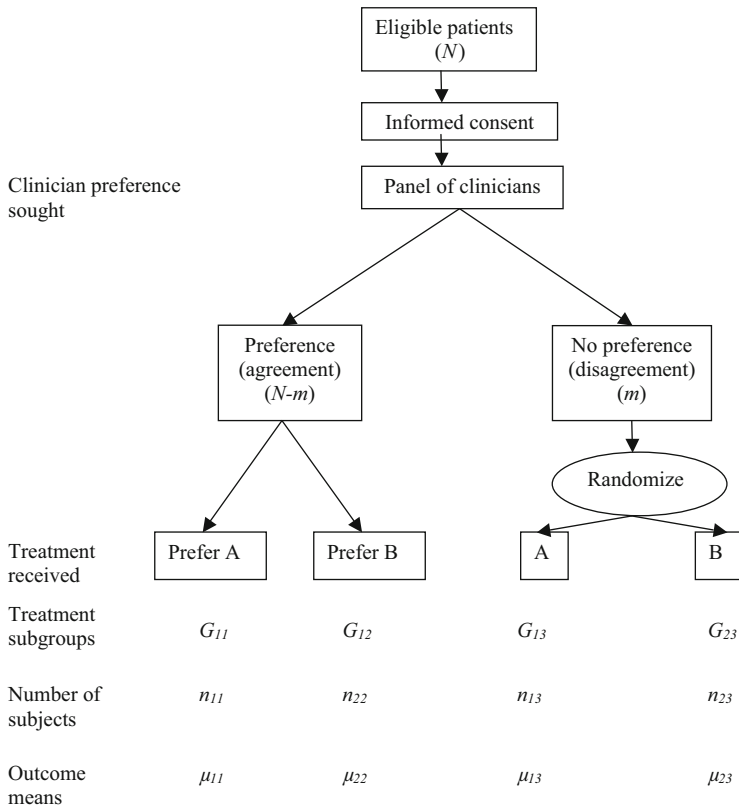 Eligible patients
(N)
Informed consent
Clinician preference
sought
Panel of clinicians
Preference
(agreement)
(N-m)
No preference
(disagreement)
(m)
Randomize
Treatment
received
Prefer A
Prefer B
A
B
Treatment
subgroups
G11
G12
G13
G23
Number of
subjects
n11
n22
n13
n23
Outcome
means
μ11
μ22
μ13
μ23